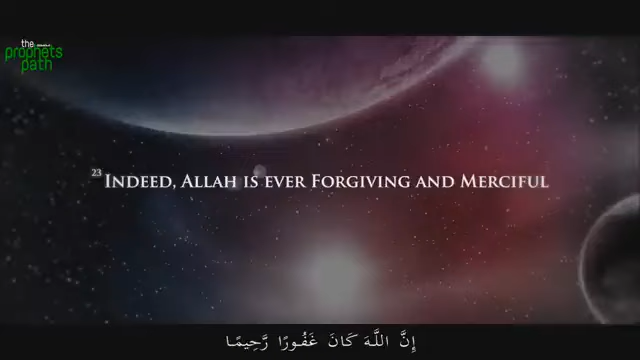 the
prophets
path
23 INDEED, ALLAH IS EVER FORGIVING AND MERCIFUL
إِنَّ اللَّهَ كَانَ غَفُورًا رَّحِيمًا